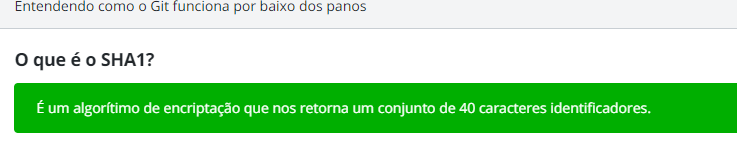 Entendendo como o Git funciona por baixo dos panos
O que é o SHA1?
É um algorítimo de encriptação que nos retorna um conjunto de 40 caracteres identificadores.